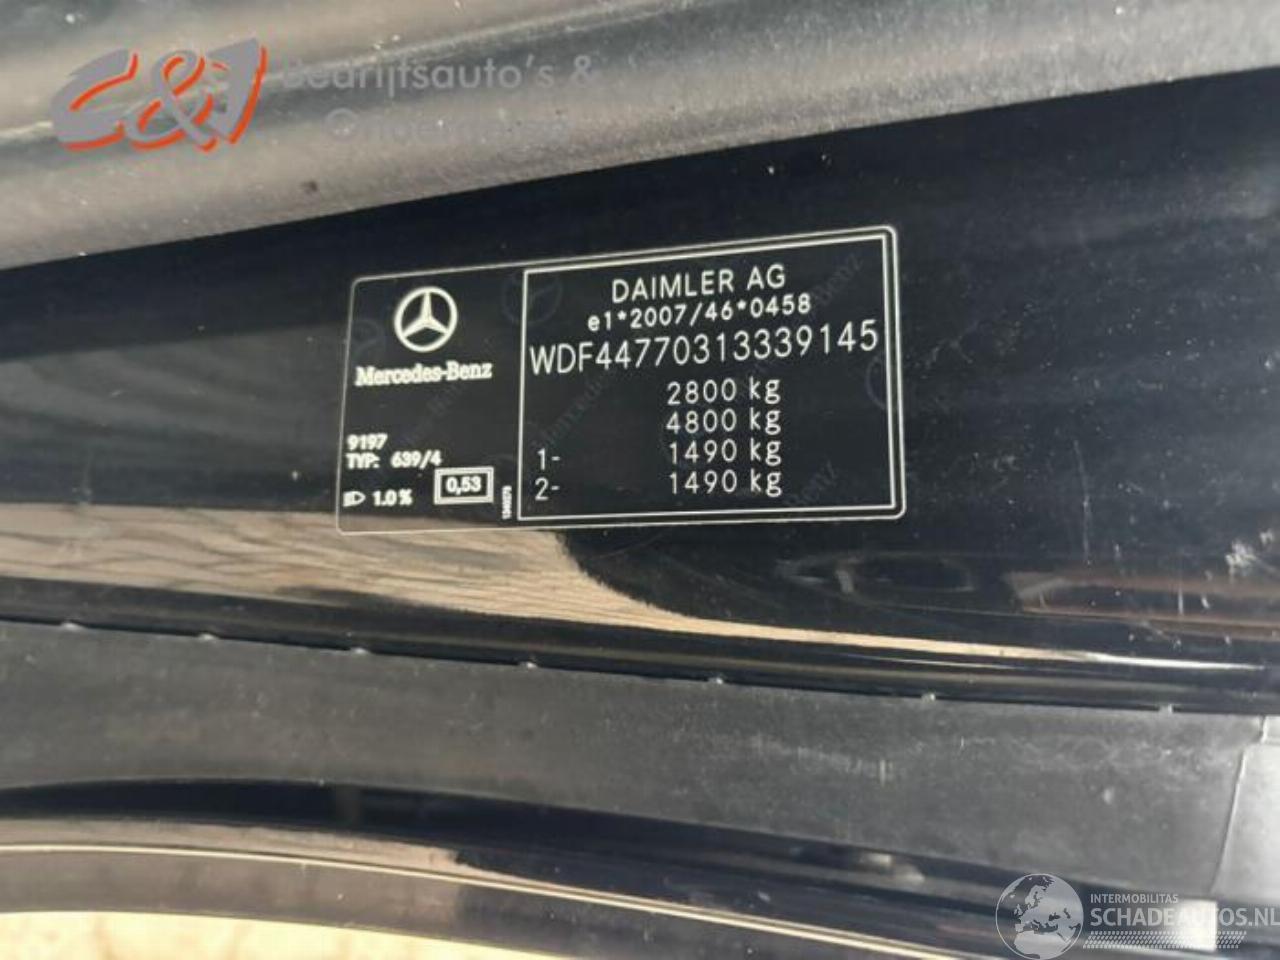 C&J Bedrijfsauto's &
DAIMLER AG
e1*2007/46*0458
WDF44770313339145
2800 kg
4800 kg
1- 1490 kg
2- 1490 kg
Mercedes-Benz
9197
TYP: 639/4
1.0% 0,53
INTERMOBILITAS
SCHADEAUTOS.NL